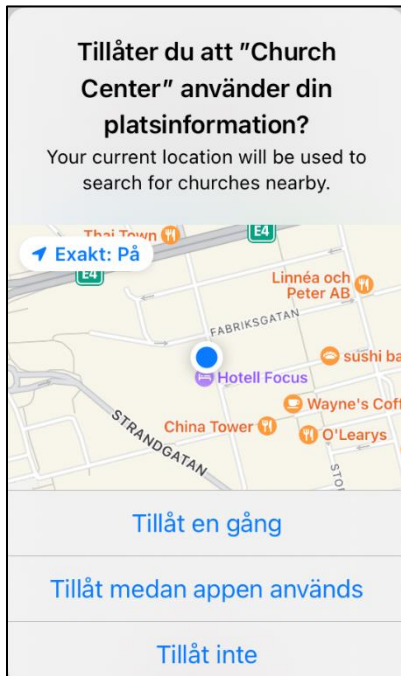 Tillåter du att ”Church
Center” använder din
platsinformation?
Your current location will be used to
search for churches nearby.
Thai Town
E4
Exakt: På
E4
Linnéa och
Peter AB
FABRIKSGATAN
sushi ba
Hotell Focus
Wayne's Coff
China Tower
O'Learys
STRANDGATAN
STO
Tillåt en gång
Tillåt medan appen används
Tillåt inte